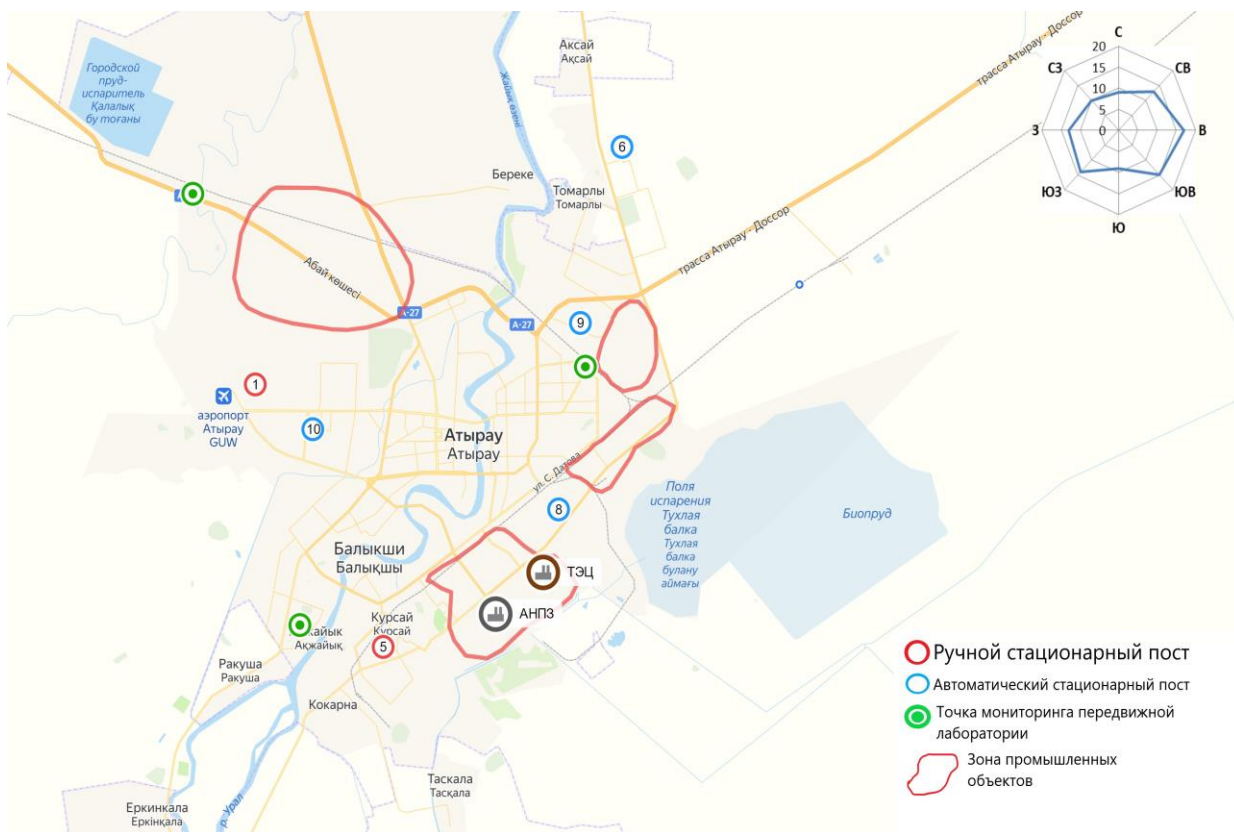 Аксай
Ақсай
Городской
пруд-
испаритель
Қалалық
бу тоғаны
Жайық өзені
трасса Атырау - Доссор
С
20
СЗ
15
СВ
10
5
З
0
В
ЮЗ
ЮВ
Ю
6
Береке
Томарлы
Томарлы
трасса Атырау - Доссор
Абай көшесі
А-27
А-27
9
1
аэропорт
Атырау
GUW
10
Атырау
Атырау
ул. С. Датова
8
Поля
испарения
Тухлая
балка
Тухлая
балка
булану
аймағы
Биопруд
Балыкши
Балықшы
ТЭЦ
АНПЗ
Курсай
Курсай
5
Ақжайық
Ракуша
Ракуша
Кокарна
Таскала
Тасқала
Еркинкала
Еркінқала
р. Урал
Ручной стационарный пост
Автоматический стационарный пост
Точка мониторинга передвижной
лаборатории
Зона промышленных
объектов